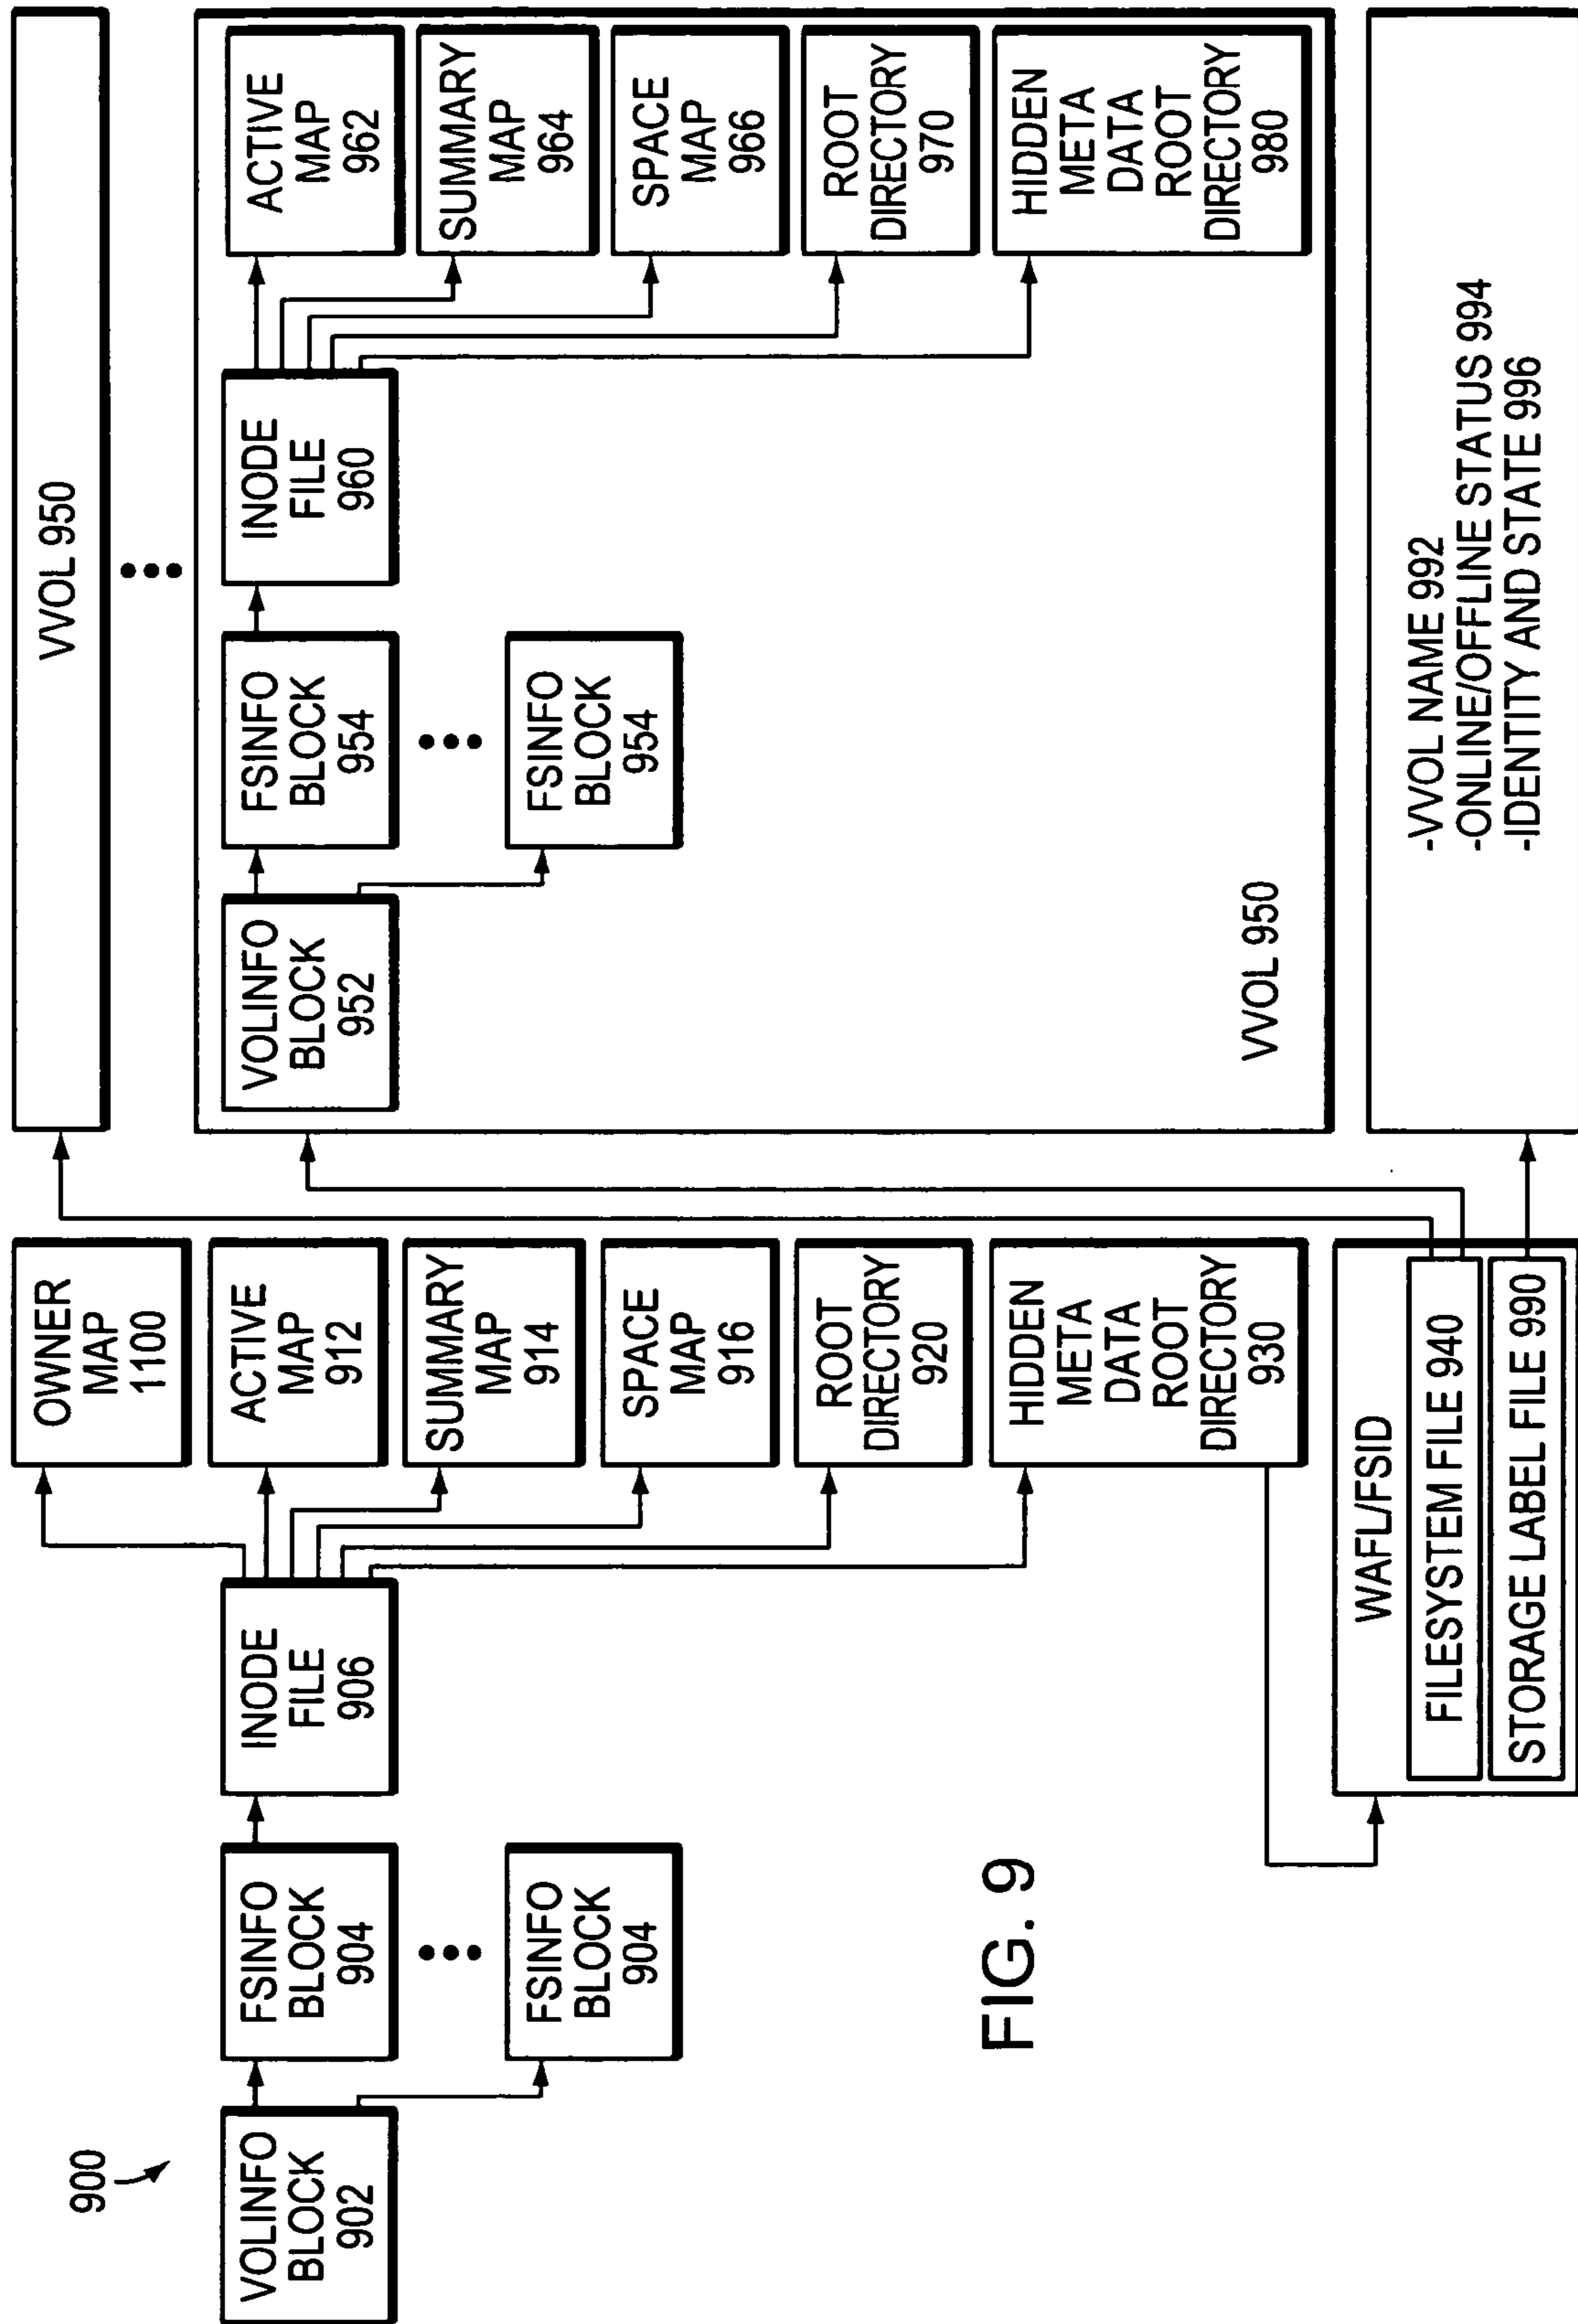 900
VOLINFO
BLOCK
902
FSINFO
BLOCK
904
FSINFO
BLOCK
904
INODE
FILE
906
OWNER
MAP
1100
ACTIVE
MAP
912
SUMMARY
MAP
914
SPACE
MAP
916
ROOT
DIRECTORY
920
HIDDEN
META
DATA
ROOT
DIRECTORY
930
WAFL/FSID
FILESYSTEM FILE 940
STORAGE LABEL FILE 990
VVOL 950
VOLINFO
BLOCK
952
FSINFO
BLOCK
954
FSINFO
BLOCK
954
INODE
FILE
960
ACTIVE
MAP
962
SUMMARY
MAP
964
SPACE
MAP
966
ROOT
DIRECTORY
970
HIDDEN
META
DATA
ROOT
DIRECTORY
980
VVOL 950
-VVOL NAME 992
-ONLINE/OFFLINE STATUS 994
-IDENTITY AND STATE 996
FIG. 9